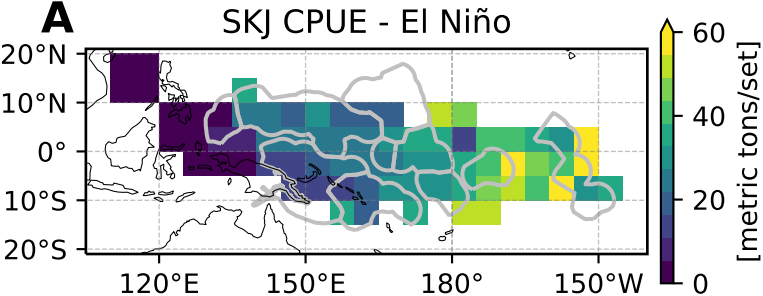 A
SKJ CPUE - El Niño
20°N
10°N
0°
10°S
20°S
120°E 150°E 180° 150°W
60
40
20
0
[metric tons/set]